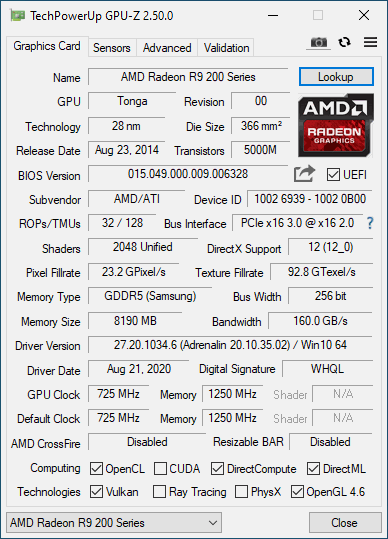 TechPowerUp GPU-Z 2.50.0
Graphics Card Sensors Advanced Validation
Name AMD Radeon R9 200 Series Lookup
GPU Tonga Revision 00
Technology 28 nm Die Size 366 mm²
Release Date Aug 23, 2014 Transistors 5000M
AMD
RADEON
GRAPHICS
BIOS Version 015.049.000.009.006328 UEFI
Subvendor AMD/ATI Device ID 1002 6939 - 1002 0B00
ROPs/TMUs 32 / 128 Bus Interface PCIe x16 3.0 @ x16 2.0 ?
Shaders 2048 Unified DirectX Support 12 (12_0)
Pixel Fillrate 23.2 GPixel/s Texture Fillrate 92.8 GTexel/s
Memory Type GDDR5 (Samsung) Bus Width 256 bit
Memory Size 8190 MB Bandwidth 160.0 GB/s
Driver Version 27.20.1034.6 (Adrenalin 20.10.35.02) / Win10 64
Driver Date Aug 21, 2020 Digital Signature WHQL
GPU Clock 725 MHz Memory 1250 MHz Shader N/A
Default Clock 725 MHz Memory 1250 MHz Shader N/A
AMD CrossFire Disabled Resizable BAR Disabled
Computing OpenCL CUDA DirectCompute DirectML
Technologies Vulkan Ray Tracing PhysX OpenGL 4.6
AMD Radeon R9 200 Series Close